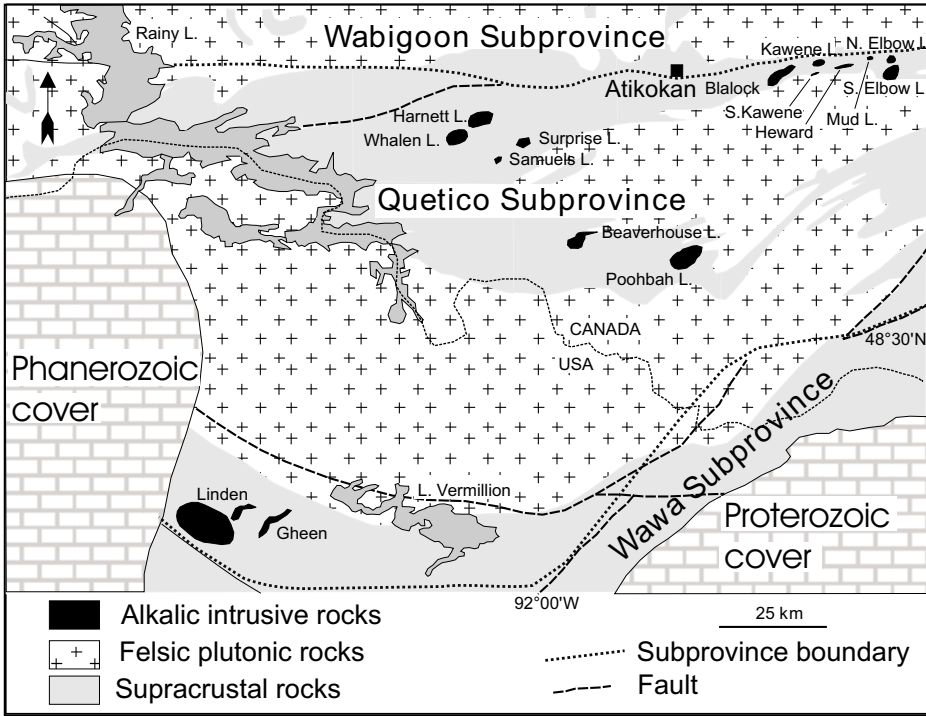 Rainy L.
Wabigoon Subprovince
Kawene L.
N. Elbow L
Atikokan
Blalock
S.Kawene
Heward
Mud L.
S. Elbow L
Harnett L.
Whalen L.
Surprise L.
Samuels L.
Quetico Subprovince
Beaverhouse L.
Poohbah L.
CANADA
USA
48°30'N
Phanerozoic
cover
Wawa Subprovince
L. Vermillion
Linden
Gheen
Proterozoic
cover
92°00'W
25 km
Alkalic intrusive rocks
Felsic plutonic rocks
Supracrustal rocks
Subprovince boundary
Fault